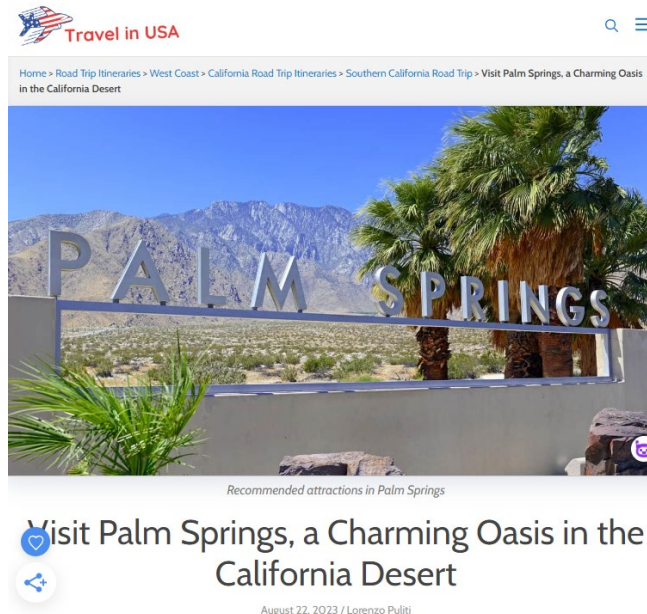 Travel in USA
Home > Road Trip Itineraries > West Coast > California Road Trip Itineraries > Southern California Road Trip > Visit Palm Springs, a Charming Oasis
in the California Desert
PALM SPRINGS
Recommended attractions in Palm Springs
Visit Palm Springs, a Charming Oasis in the
California Desert
August 22, 2023 / Lorenzo Puliti